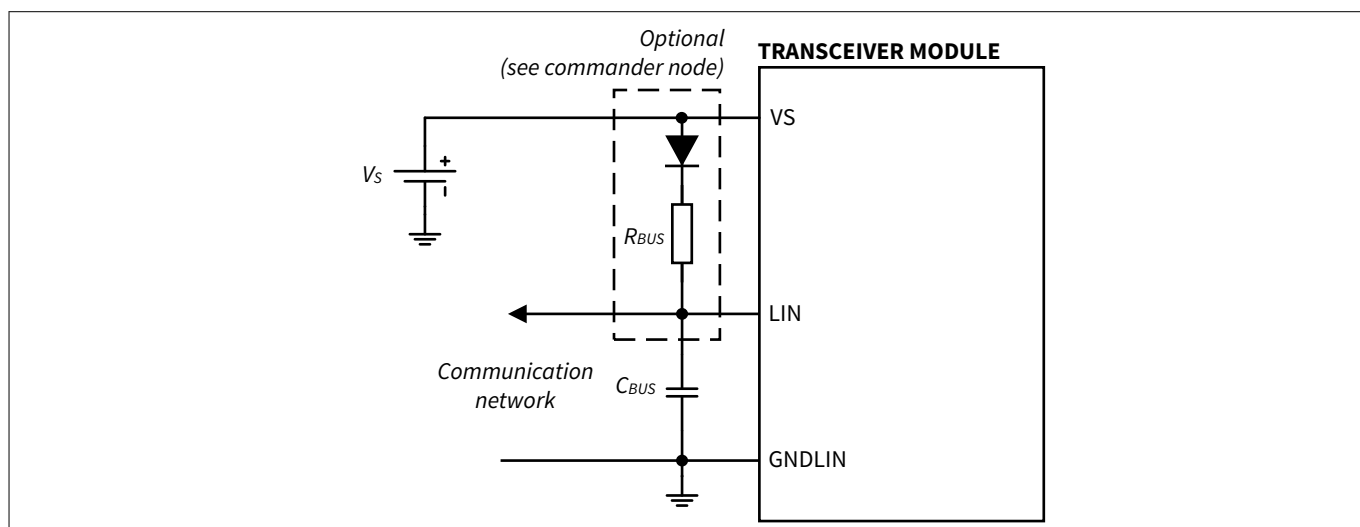 Optional
(see commander node)
TRANSCEIVER MODULE
VS
+
VS
RBUS
LIN
Communication
network
CBUS
GNDLIN